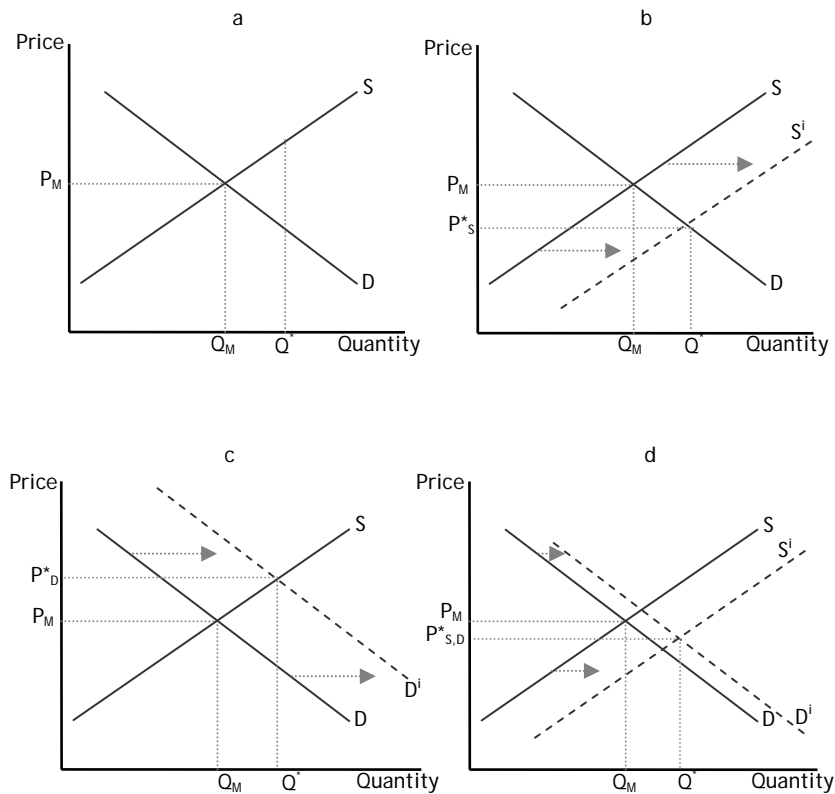 a
Price
S
P_M
D
Q_M Q* Quantity
b
Price
S
S^i
P_M
P*_S
D
Q_M Q* Quantity
c
Price
S
P*_D
P_M
D^i
D
Q_M Q* Quantity
d
Price
S
S^i
P_M
P*_S,D
D D^i
Q_M Q* Quantity